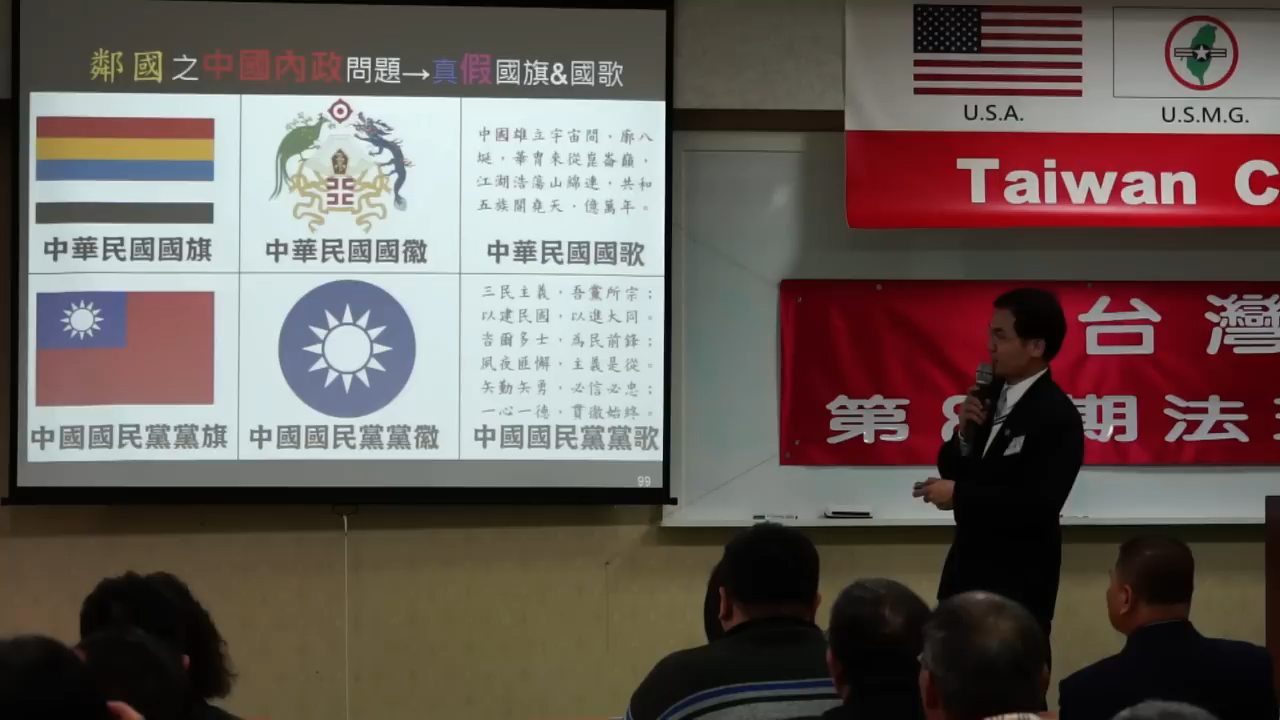 鄰國之中國內政問題→真假國旗&國歌
中國雄立宇宙間，廓八
埏，華胄來從崑崙巔，
江湖浩蕩山綿連，共和
五族開堯天，億萬年。
中華民國國旗
中華民國國徽
中華民國國歌
三民主義，吾黨所宗；
以建民國，以進大同。
咨爾多士，為民前鋒；
夙夜匪懈，主義是從。
矢勤矢勇，必信必忠；
一心一德，貫徹始終。
中國國民黨黨旗
中國國民黨黨徽
中國國民黨黨歌
99
U.S.A.
U.S.M.G.
Taiwan C
台灣
第8期法